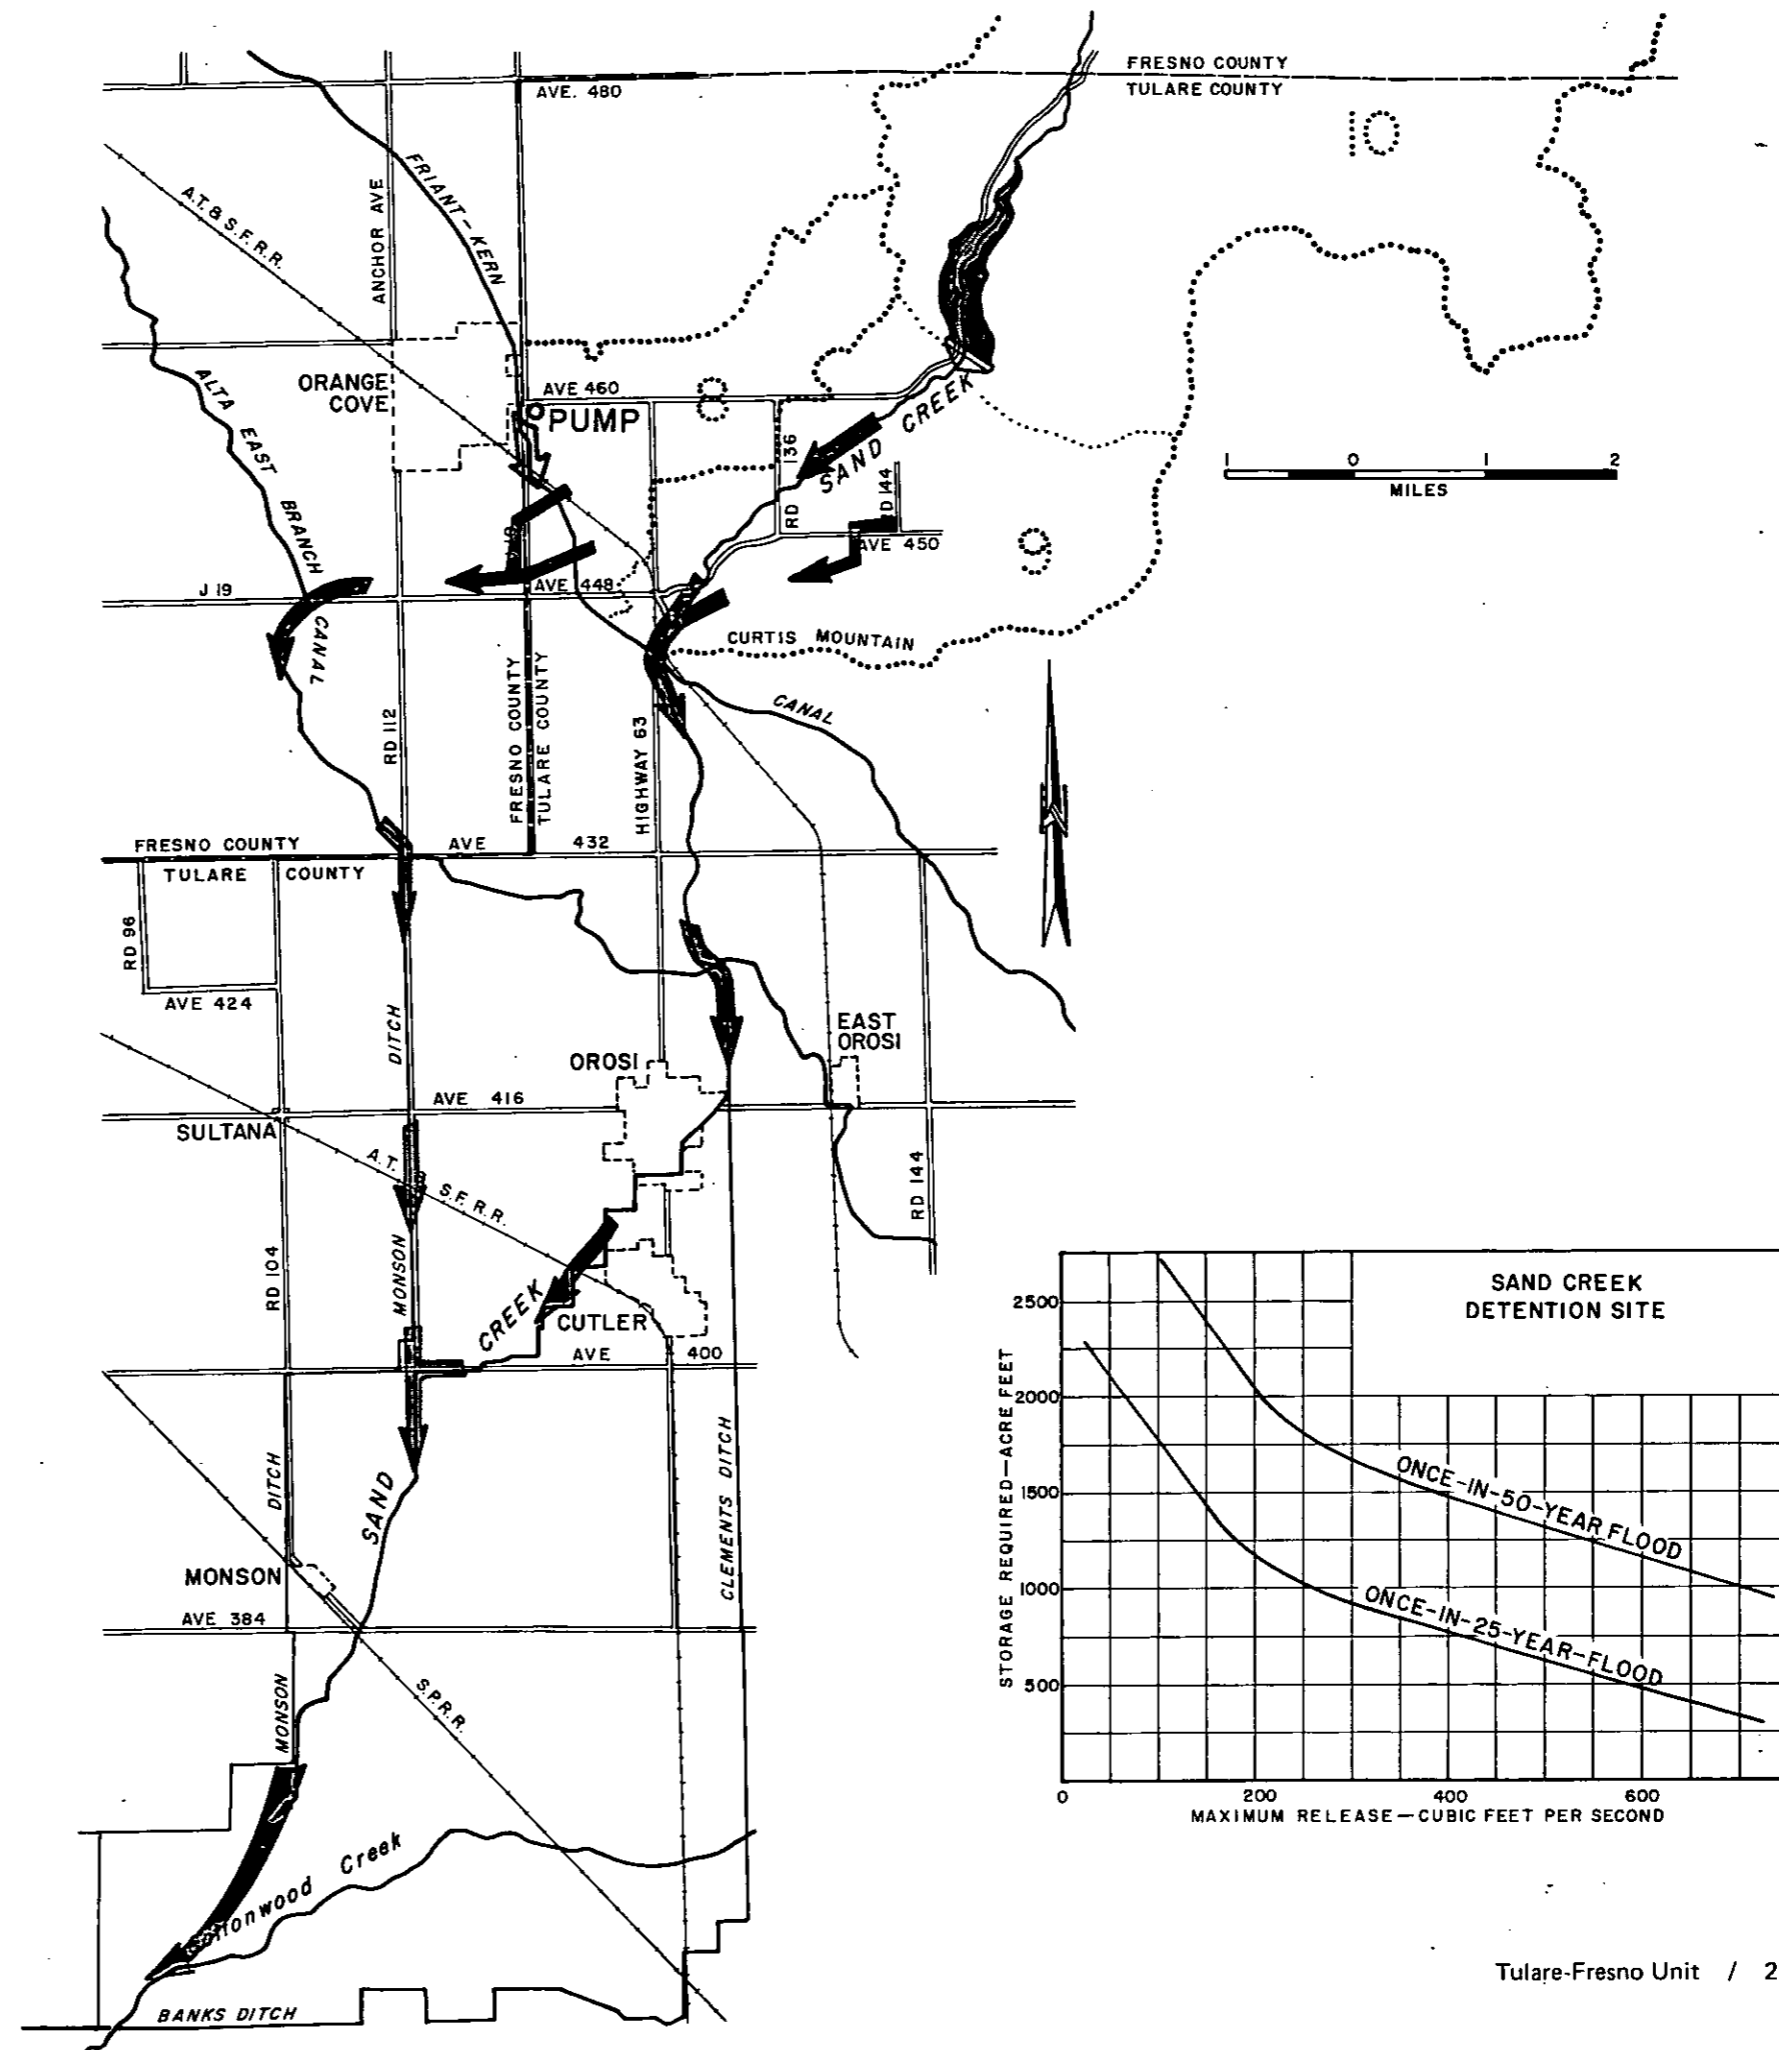 FRESNO COUNTY
TULARE COUNTY
AVE. 480
10
FRIANT-KERN
ANCHOR AVE
A.T. & S.F. R.R.
ORANGE
COVE
AVE 460
8
PUMP
SAND CREEK
ALTA EAST BRANCH CANAL
RD 136
RD 144
1 0 1 2
MILES
9
AVE 450
J 19
AVE 448
CURTIS MOUNTAIN
CANAL
RD 112
FRESNO COUNTY
TULARE COUNTY
HIGHWAY 63
N
FRESNO COUNTY
TULARE COUNTY
AVE 432
RD 96
AVE 424
DITCH
EAST
OROSI
OROSI
AVE 416
SULTANA
A.T. S.F. R.R.
RD 144
RD 104
MONSON
CREEK
CUTLER
AVE 400
DITCH
SAND
CLEMENTS DITCH
MONSON
AVE 384
MONSON
S.P.R.R.
Cottonwood Creek
BANKS DITCH
SAND CREEK
DETENTION SITE
STORAGE REQUIRED—ACRE FEET
2500
2000
1500
1000
500
ONCE-IN-50-YEAR FLOOD
ONCE-IN-25-YEAR-FLOOD
0 200 400 600
MAXIMUM RELEASE—CUBIC FEET PER SECOND
Tulare-Fresno Unit / 2